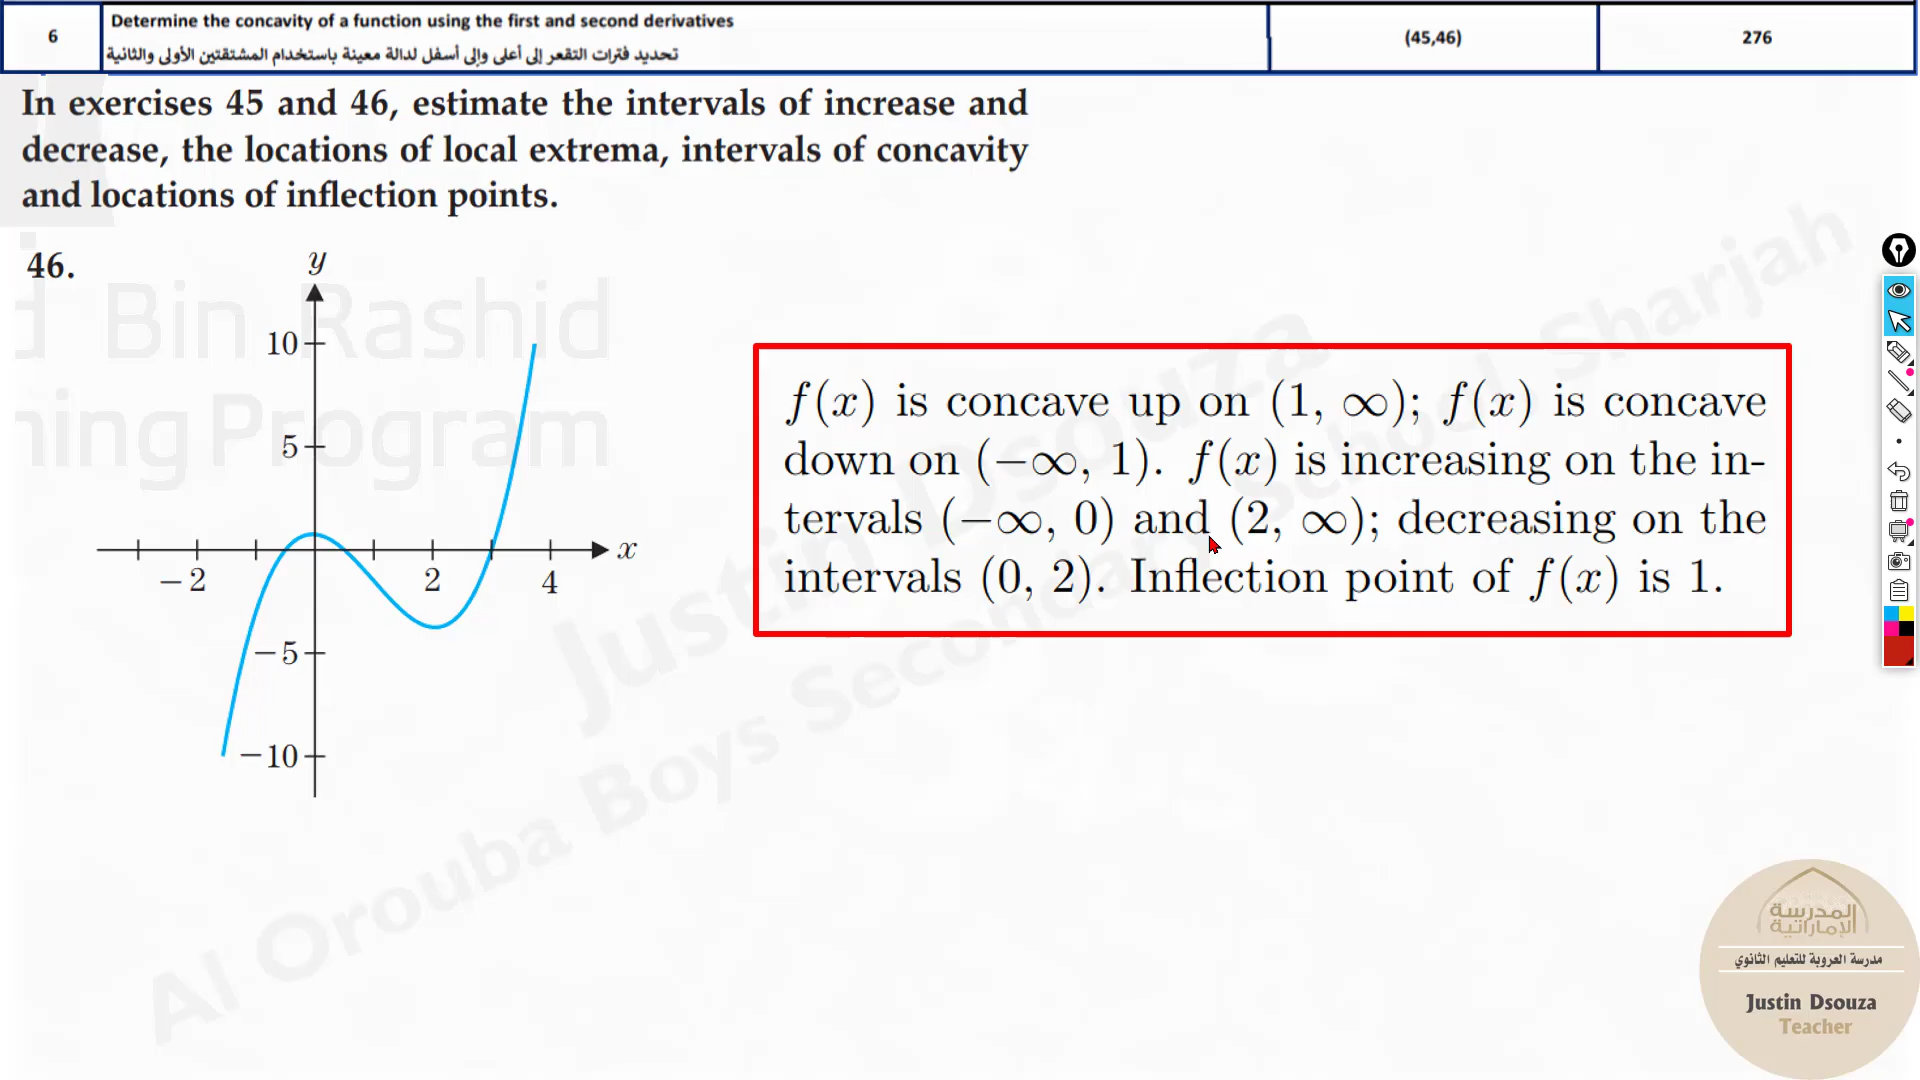 6
Determine the concavity of a function using the first and second derivatives
تحديد فترات التقعر إلى أعلى وإلى أسفل لدالة معينة باستخدام المشتقتين الأولى والثانية
(45,46)
276
In exercises 45 and 46, estimate the intervals of increase and
decrease, the locations of local extrema, intervals of concavity
and locations of inflection points.
46.
y
10
5
x
−2
2
4
−5
−10
f(x) is concave up on (1, ∞); f(x) is concave
down on (−∞, 1). f(x) is increasing on the in-
tervals (−∞, 0) and (2, ∞); decreasing on the
intervals (0, 2). Inflection point of f(x) is 1.
d Bin Rashid
ning Program
Justin Dsouza
Al Orouba Boys Secondary School, Sharjah
المدرسة
الإماراتية
مدرسة العروبة للتعليم الثانوي
Justin Dsouza
Teacher